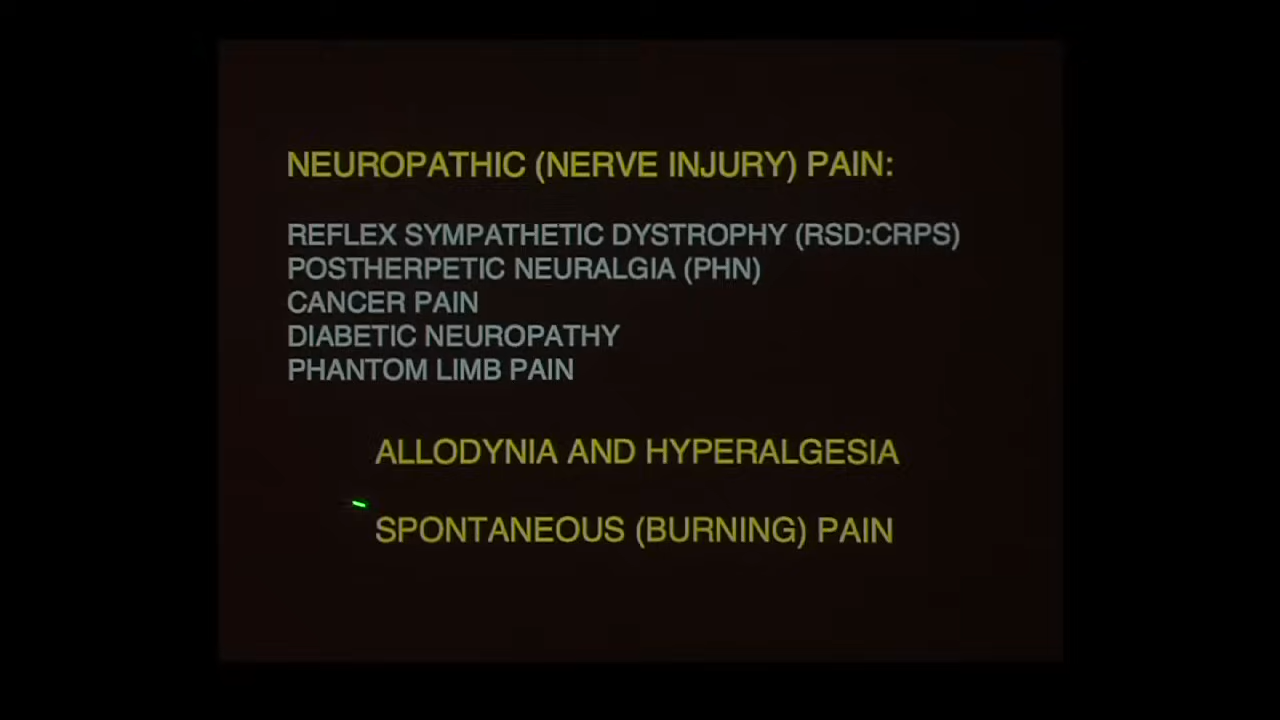 NEUROPATHIC (NERVE INJURY) PAIN:
REFLEX SYMPATHETIC DYSTROPHY (RSD:CRPS)
POSTHERPETIC NEURALGIA (PHN)
CANCER PAIN
DIABETIC NEUROPATHY
PHANTOM LIMB PAIN
ALLODYNIA AND HYPERALGESIA
SPONTANEOUS (BURNING) PAIN